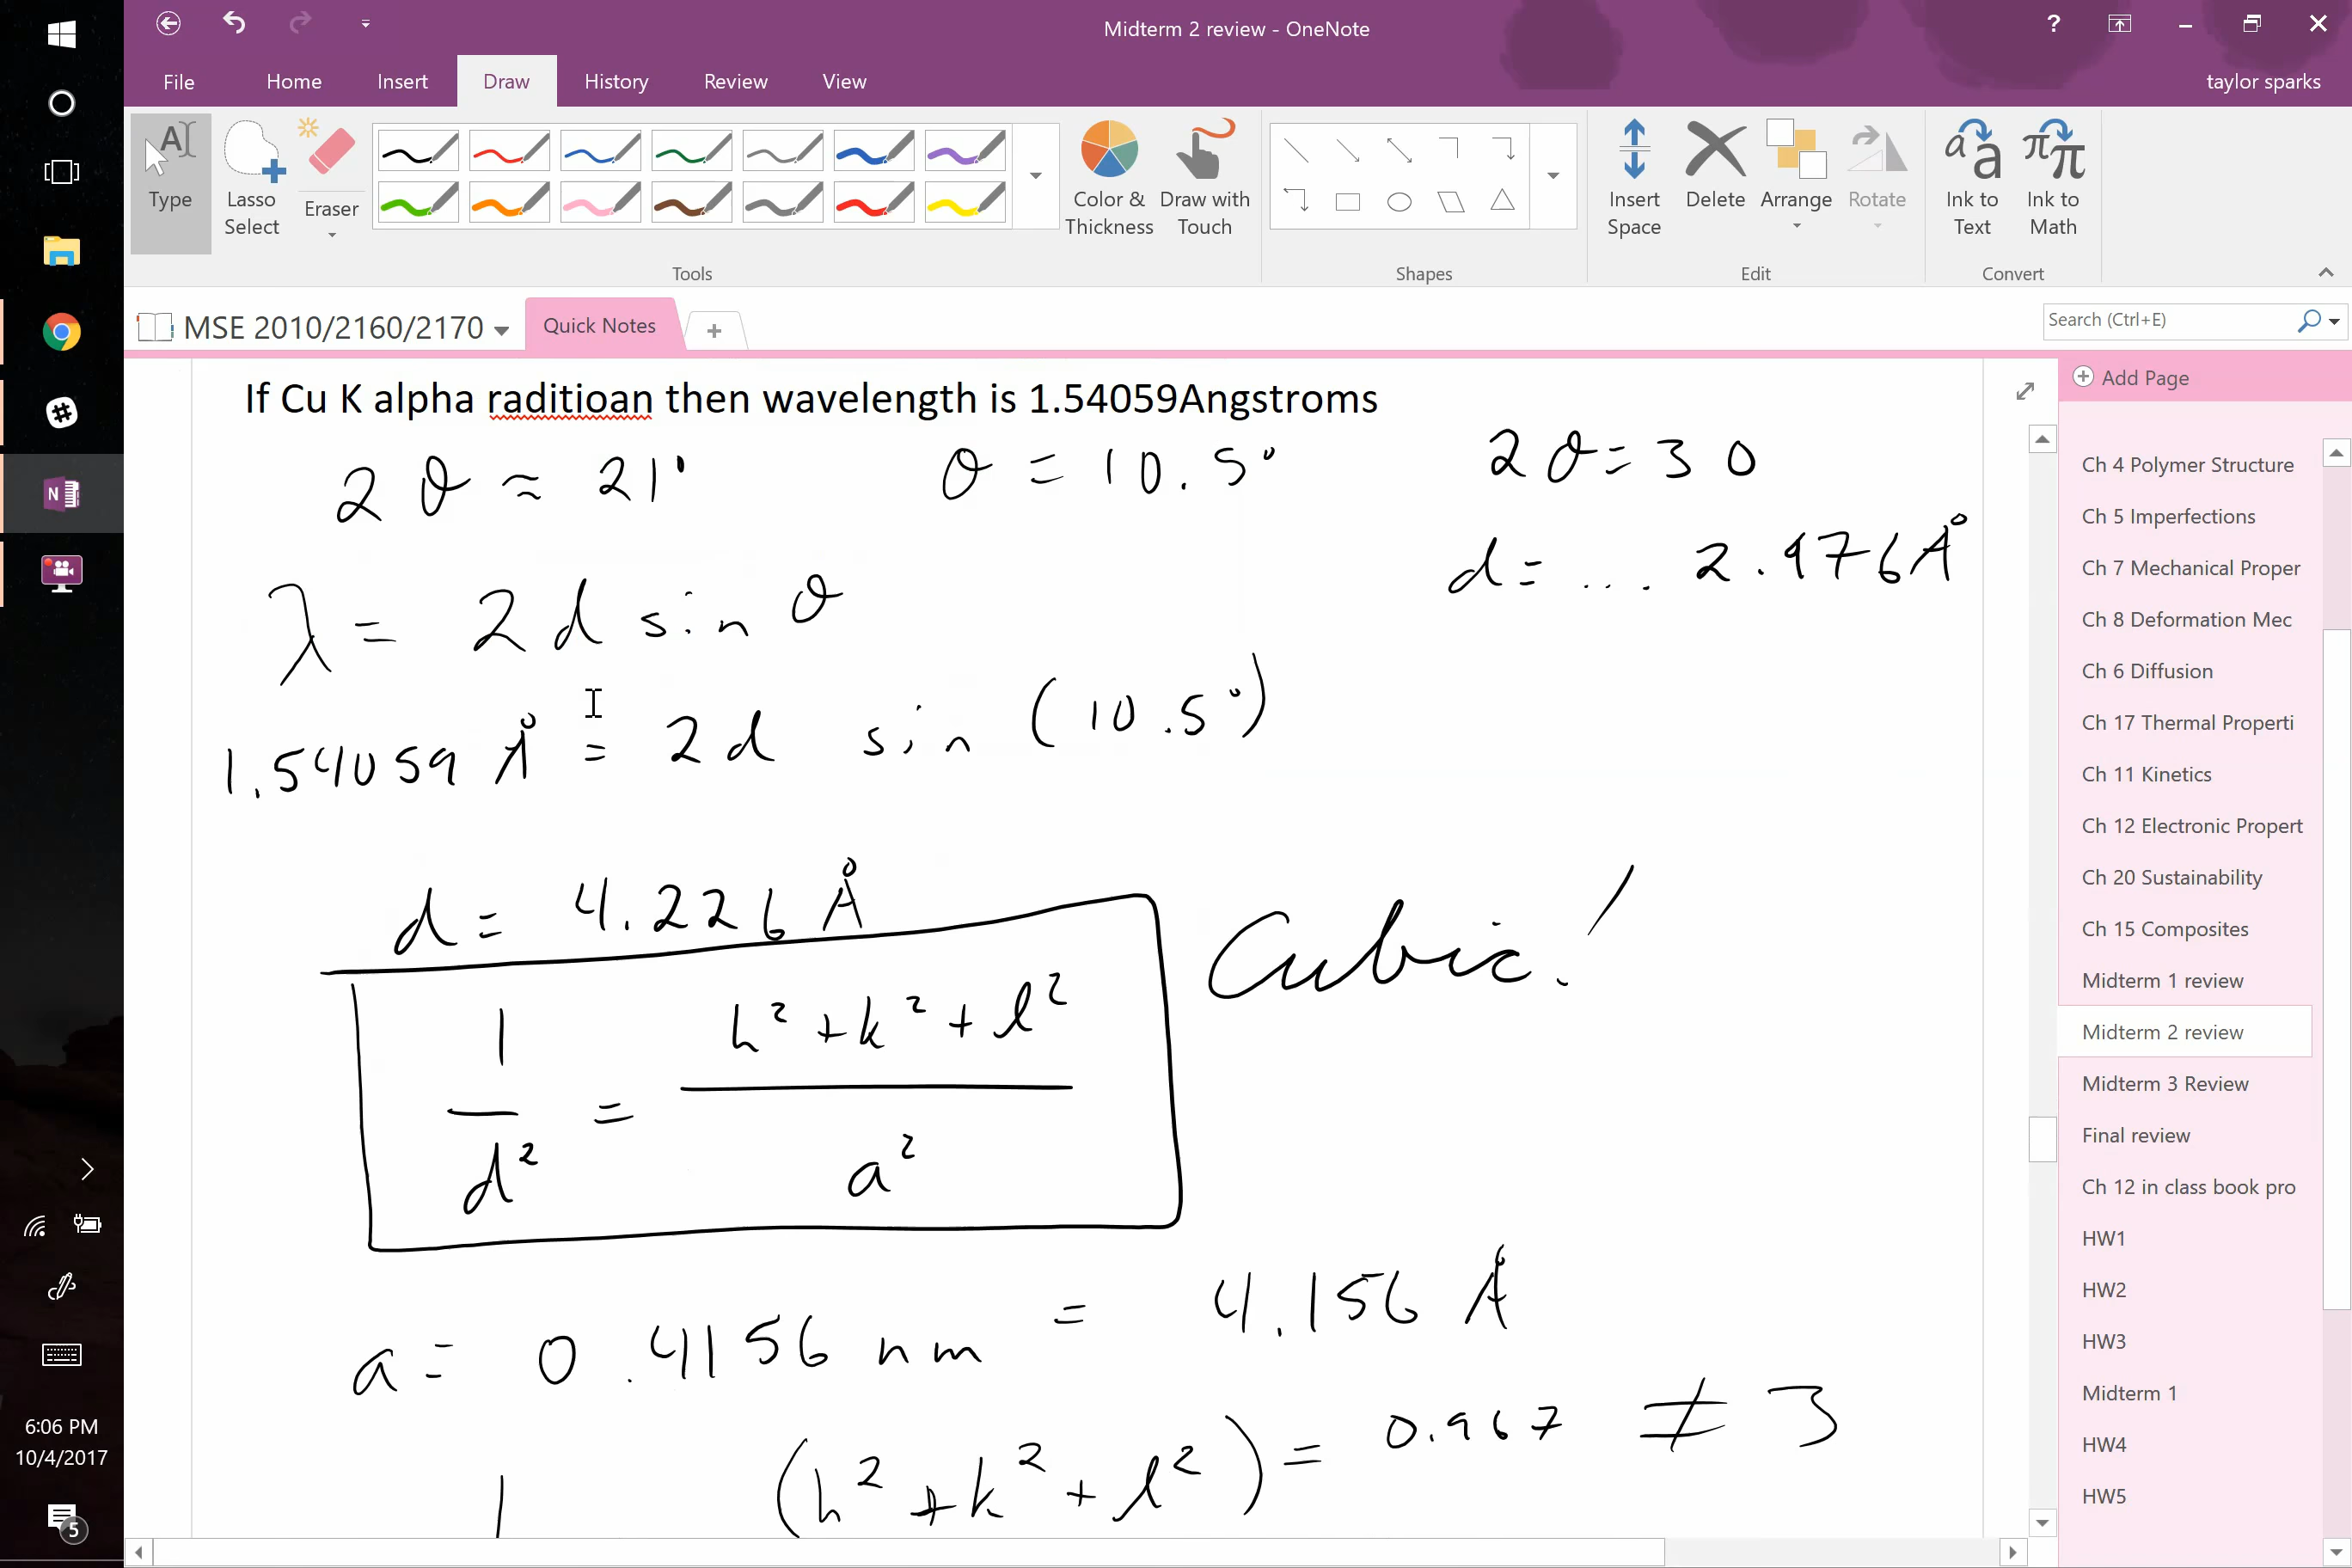 Midterm 2 review - OneNote
?
File Home Insert Draw History Review View
taylor sparks
Type
Lasso Select
Eraser
Color & Thickness
Draw with Touch
Insert Space
Delete
Arrange
Rotate
Ink to Text
Ink to Math
Tools
Shapes
Edit
Convert
MSE 2010/2160/2170
Quick Notes
Search (Ctrl+E)
If Cu K alpha raditioan then wavelength is 1.54059Angstroms
2θ ≈ 21° θ = 10.5° 2θ = 30
d = ... 2.976 Å
λ = 2 d sin θ
1.54059 Å = 2d sin (10.5°)
d = 4.226 Å
Cubic!
1/d² = (h² + k² + l²)/a²
a = 0.4156 nm = 4.156 Å
1 (h² + k² + l²) = 0.967 ≠ 3
Add Page
Ch 4 Polymer Structure
Ch 5 Imperfections
Ch 7 Mechanical Proper
Ch 8 Deformation Mec
Ch 6 Diffusion
Ch 17 Thermal Properti
Ch 11 Kinetics
Ch 12 Electronic Propert
Ch 20 Sustainability
Ch 15 Composites
Midterm 1 review
Midterm 2 review
Midterm 3 Review
Final review
Ch 12 in class book pro
HW1
HW2
HW3
Midterm 1
HW4
HW5
6:06 PM
10/4/2017
5